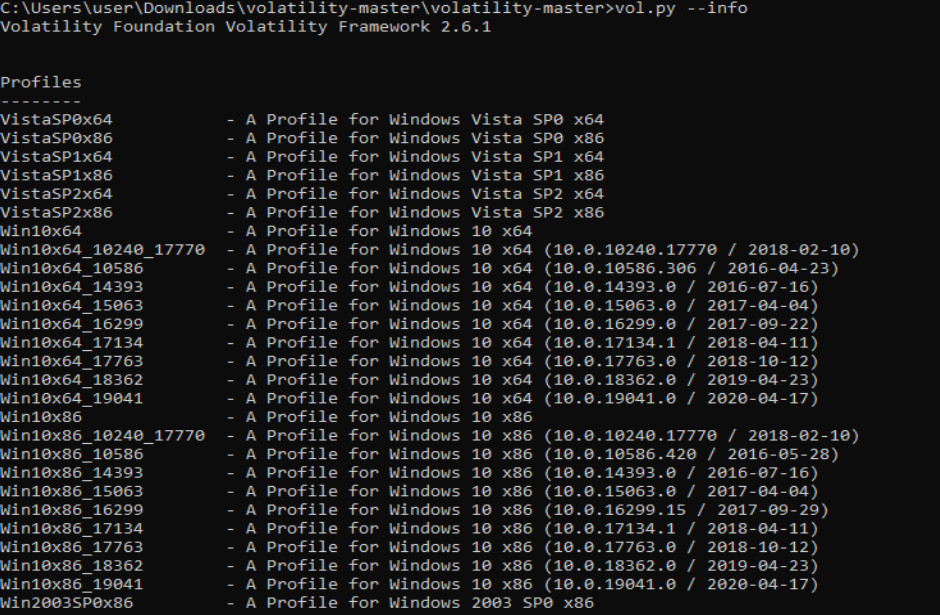 C:\Users\user\Downloads\volatility-master\volatility-master>vol.py --info
Volatility Foundation Volatility Framework 2.6.1
Profiles
--------
VistaSP0x64 - A Profile for Windows Vista SP0 x64
VistaSP0x86 - A Profile for Windows Vista SP0 x86
VistaSP1x64 - A Profile for Windows Vista SP1 x64
VistaSP1x86 - A Profile for Windows Vista SP1 x86
VistaSP2x64 - A Profile for Windows Vista SP2 x64
VistaSP2x86 - A Profile for Windows Vista SP2 x86
Win10x64 - A Profile for Windows 10 x64
Win10x64_10240_17770 - A Profile for Windows 10 x64 (10.0.10240.17770 / 2018-02-10)
Win10x64_10586 - A Profile for Windows 10 x64 (10.0.10586.306 / 2016-04-23)
Win10x64_14393 - A Profile for Windows 10 x64 (10.0.14393.0 / 2016-07-16)
Win10x64_15063 - A Profile for Windows 10 x64 (10.0.15063.0 / 2017-04-04)
Win10x64_16299 - A Profile for Windows 10 x64 (10.0.16299.0 / 2017-09-22)
Win10x64_17134 - A Profile for Windows 10 x64 (10.0.17134.1 / 2018-04-11)
Win10x64_17763 - A Profile for Windows 10 x64 (10.0.17763.0 / 2018-10-12)
Win10x64_18362 - A Profile for Windows 10 x64 (10.0.18362.0 / 2019-04-23)
Win10x64_19041 - A Profile for Windows 10 x64 (10.0.19041.0 / 2020-04-17)
Win10x86 - A Profile for Windows 10 x86
Win10x86_10240_17770 - A Profile for Windows 10 x86 (10.0.10240.17770 / 2018-02-10)
Win10x86_10586 - A Profile for Windows 10 x86 (10.0.10586.420 / 2016-05-28)
Win10x86_14393 - A Profile for Windows 10 x86 (10.0.14393.0 / 2016-07-16)
Win10x86_15063 - A Profile for Windows 10 x86 (10.0.15063.0 / 2017-04-04)
Win10x86_16299 - A Profile for Windows 10 x86 (10.0.16299.15 / 2017-09-29)
Win10x86_17134 - A Profile for Windows 10 x86 (10.0.17134.1 / 2018-04-11)
Win10x86_17763 - A Profile for Windows 10 x86 (10.0.17763.0 / 2018-10-12)
Win10x86_18362 - A Profile for Windows 10 x86 (10.0.18362.0 / 2019-04-23)
Win10x86_19041 - A Profile for Windows 10 x86 (10.0.19041.0 / 2020-04-17)
Win2003SP0x86 - A Profile for Windows 2003 SP0 x86